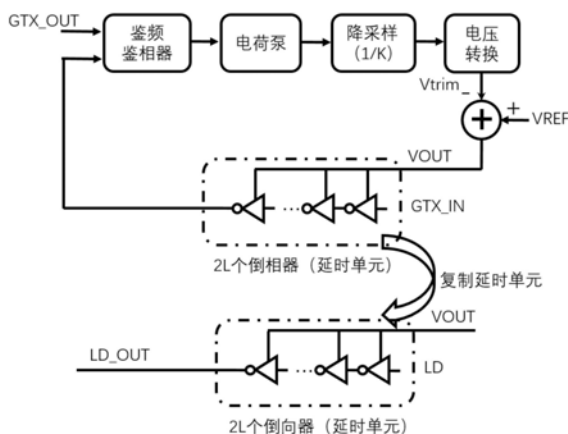 GTX_OUT
鉴频
鉴相器
电荷泵
降采样
（1/K）
电压
转换
Vtrim_
+
+
VREF
VOUT
GTX_IN
...
2L个倒相器（延时单元）
复制延时单元
VOUT
LD_OUT
LD
...
2L个倒向器（延时单元）